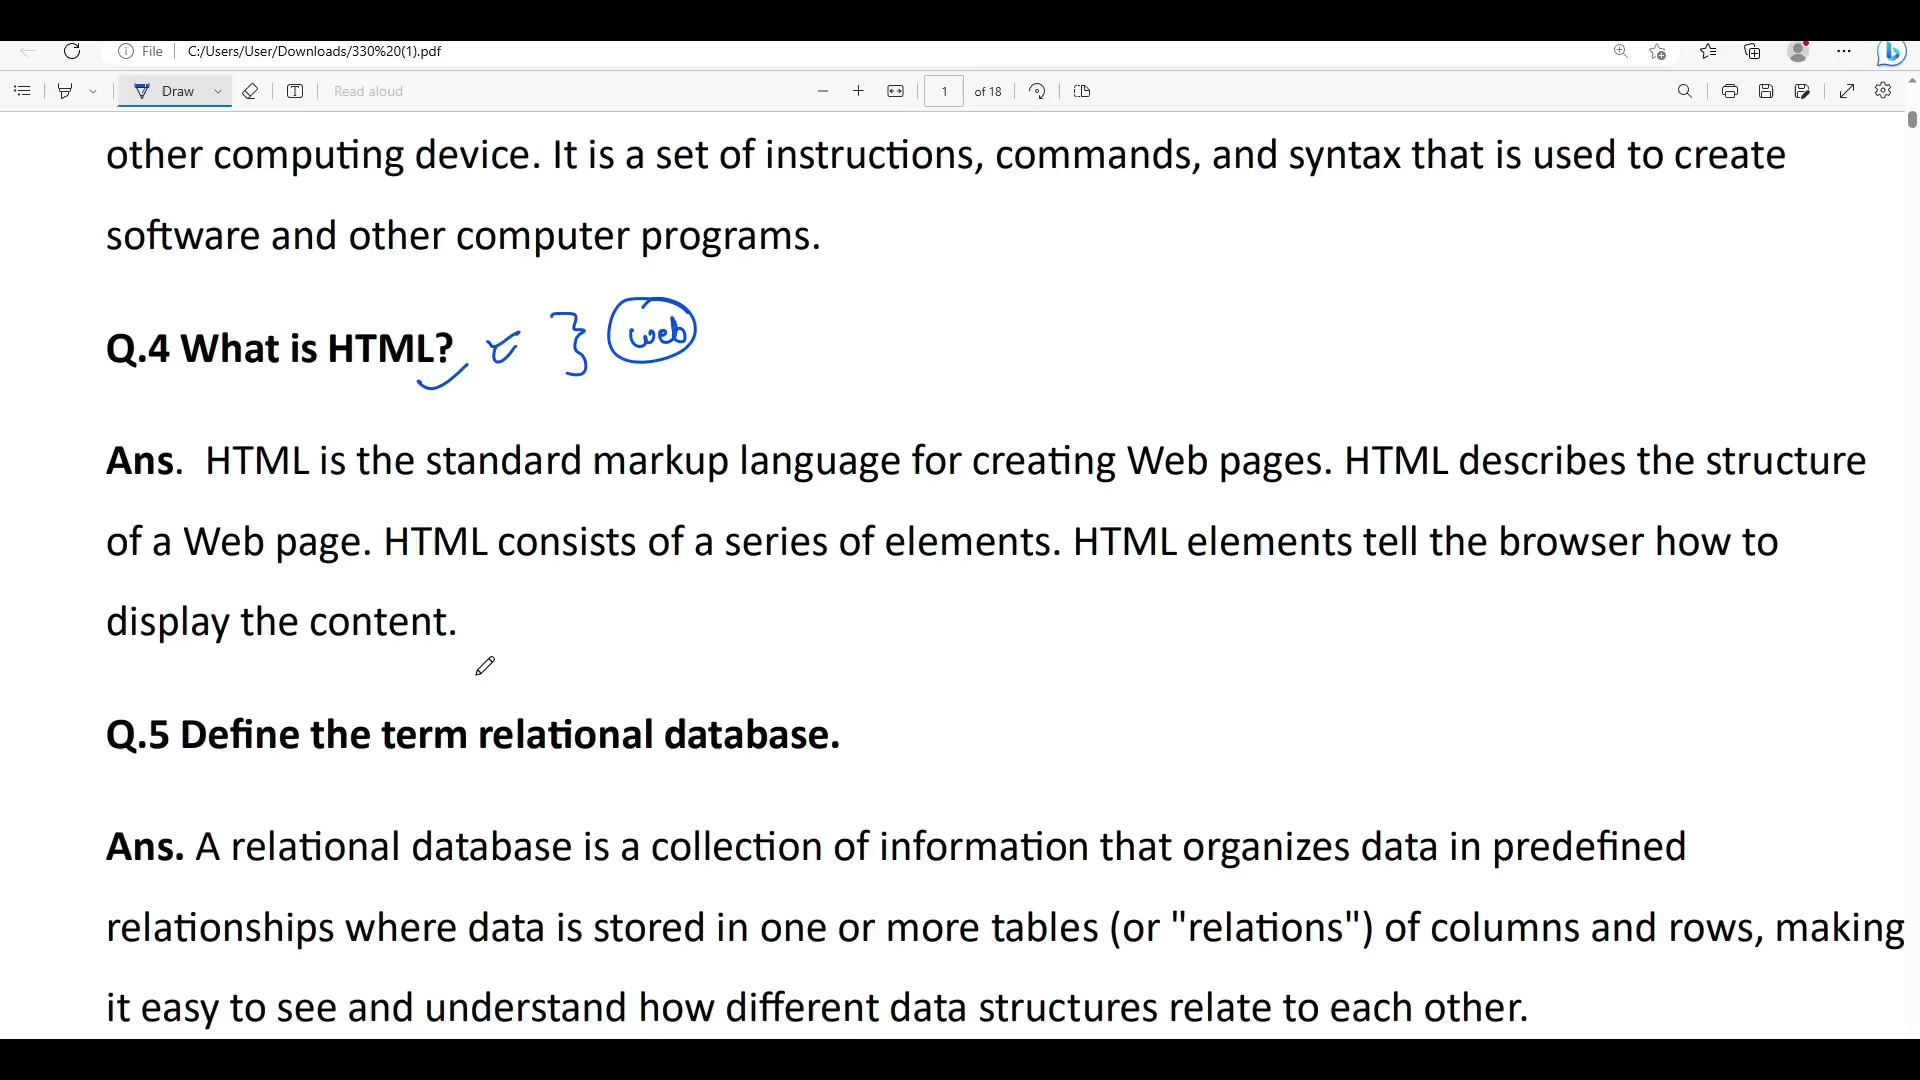 File C:/Users/User/Downloads/330%20(1).pdf
Draw Read aloud 1 of 18
other computing device. It is a set of instructions, commands, and syntax that is used to create
software and other computer programs.
Q.4 What is HTML? web
Ans. HTML is the standard markup language for creating Web pages. HTML describes the structure
of a Web page. HTML consists of a series of elements. HTML elements tell the browser how to
display the content.
Q.5 Define the term relational database.
Ans. A relational database is a collection of information that organizes data in predefined
relationships where data is stored in one or more tables (or "relations") of columns and rows, making
it easy to see and understand how different data structures relate to each other.